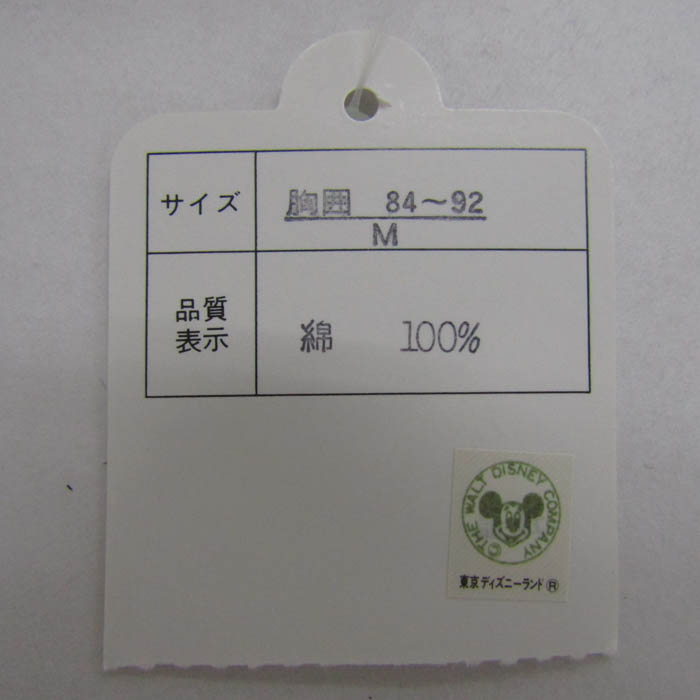 サイズ
胸囲 84～92
M
品質
表示
綿 100%
©THE WALT DISNEY COMPANY
東京ディズニーランド®